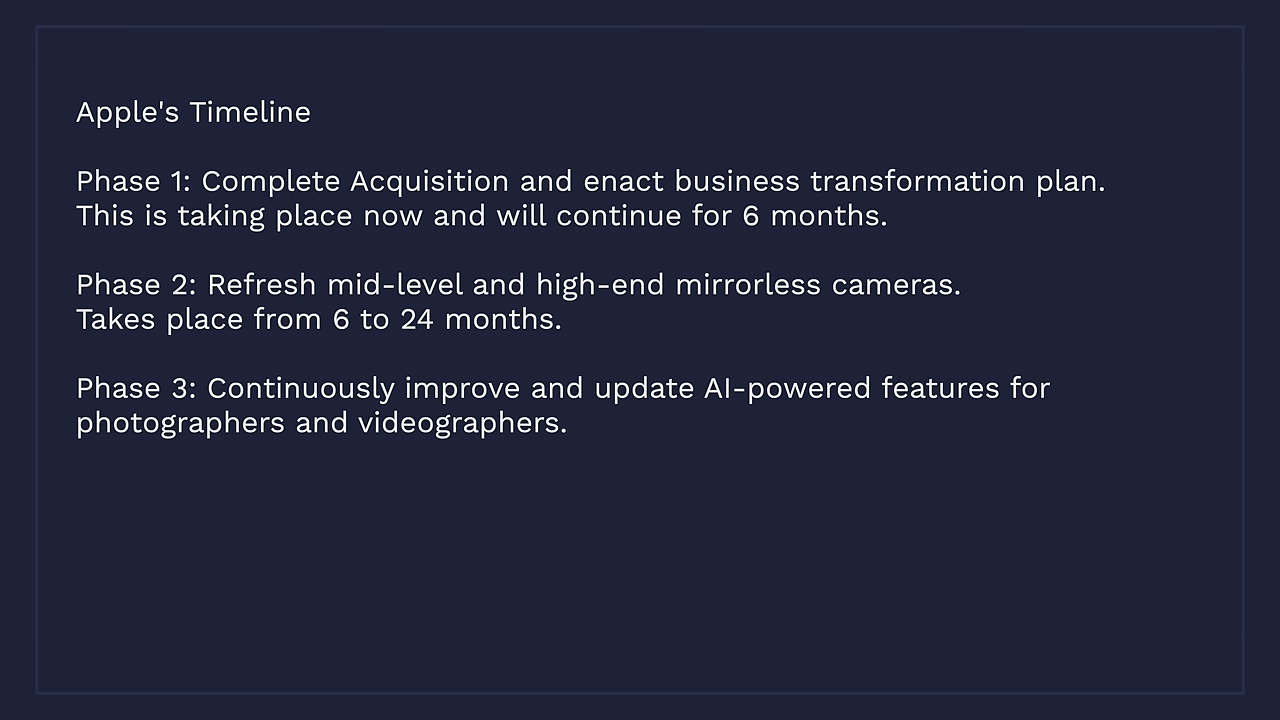 Apple's Timeline
Phase 1: Complete Acquisition and enact business transformation plan.
This is taking place now and will continue for 6 months.
Phase 2: Refresh mid-level and high-end mirrorless cameras.
Takes place from 6 to 24 months.
Phase 3: Continuously improve and update AI-powered features for
photographers and videographers.